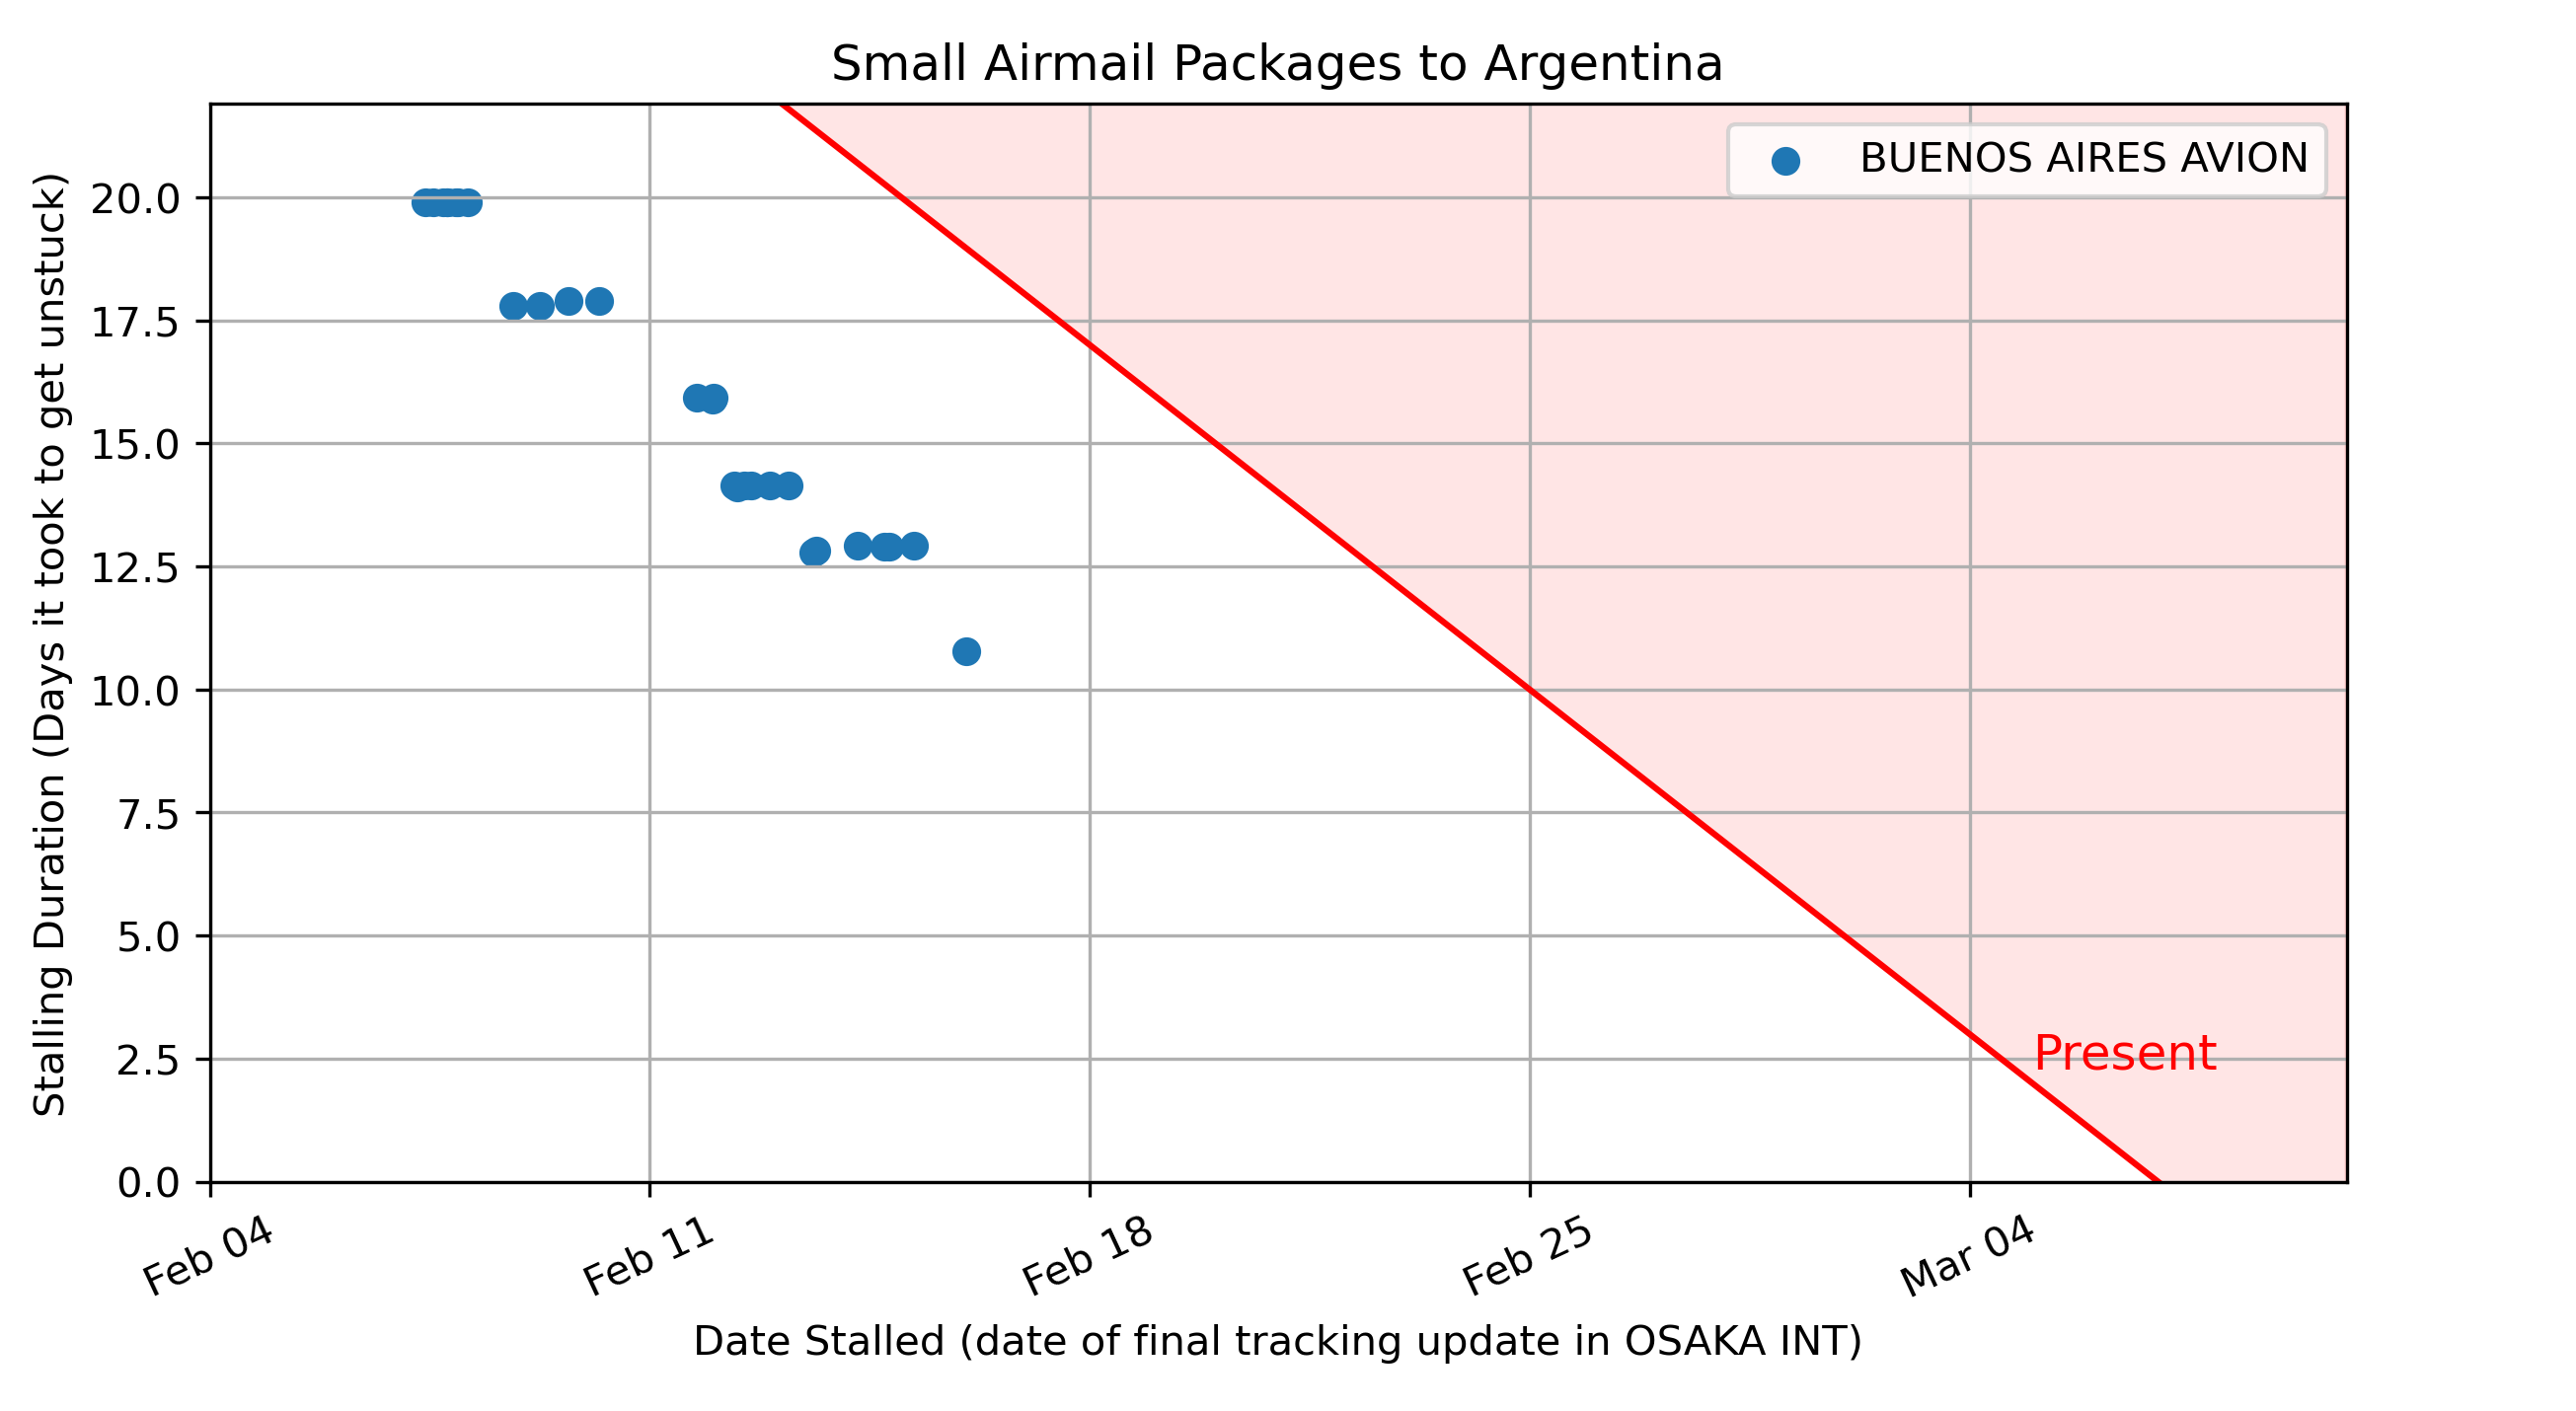 Small Airmail Packages to Argentina
BUENOS AIRES AVION
Stalling Duration (Days it took to get unstuck)
20.0
17.5
15.0
12.5
10.0
7.5
5.0
2.5
0.0
Present
Feb 04
Feb 11
Feb 18
Feb 25
Mar 04
Date Stalled (date of final tracking update in OSAKA INT)